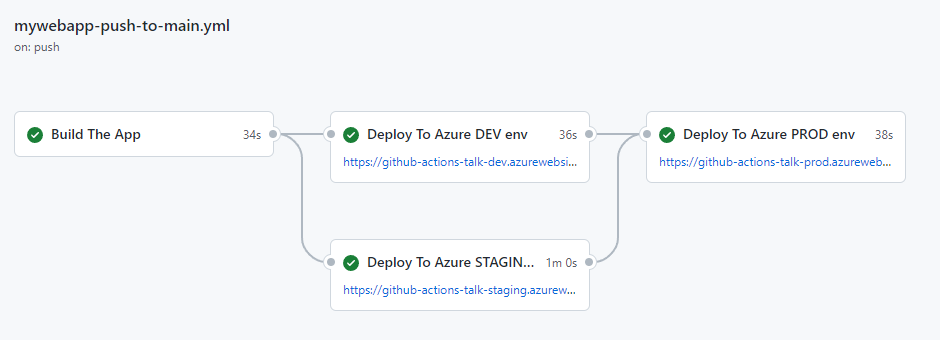 mywebapp-push-to-main.yml
on: push
Build The App 34s
Deploy To Azure DEV env 36s
https://github-actions-talk-dev.azurewebsi...
Deploy To Azure PROD env 38s
https://github-actions-talk-prod.azureweb...
Deploy To Azure STAGIN... 1m 0s
https://github-actions-talk-staging.azurew...